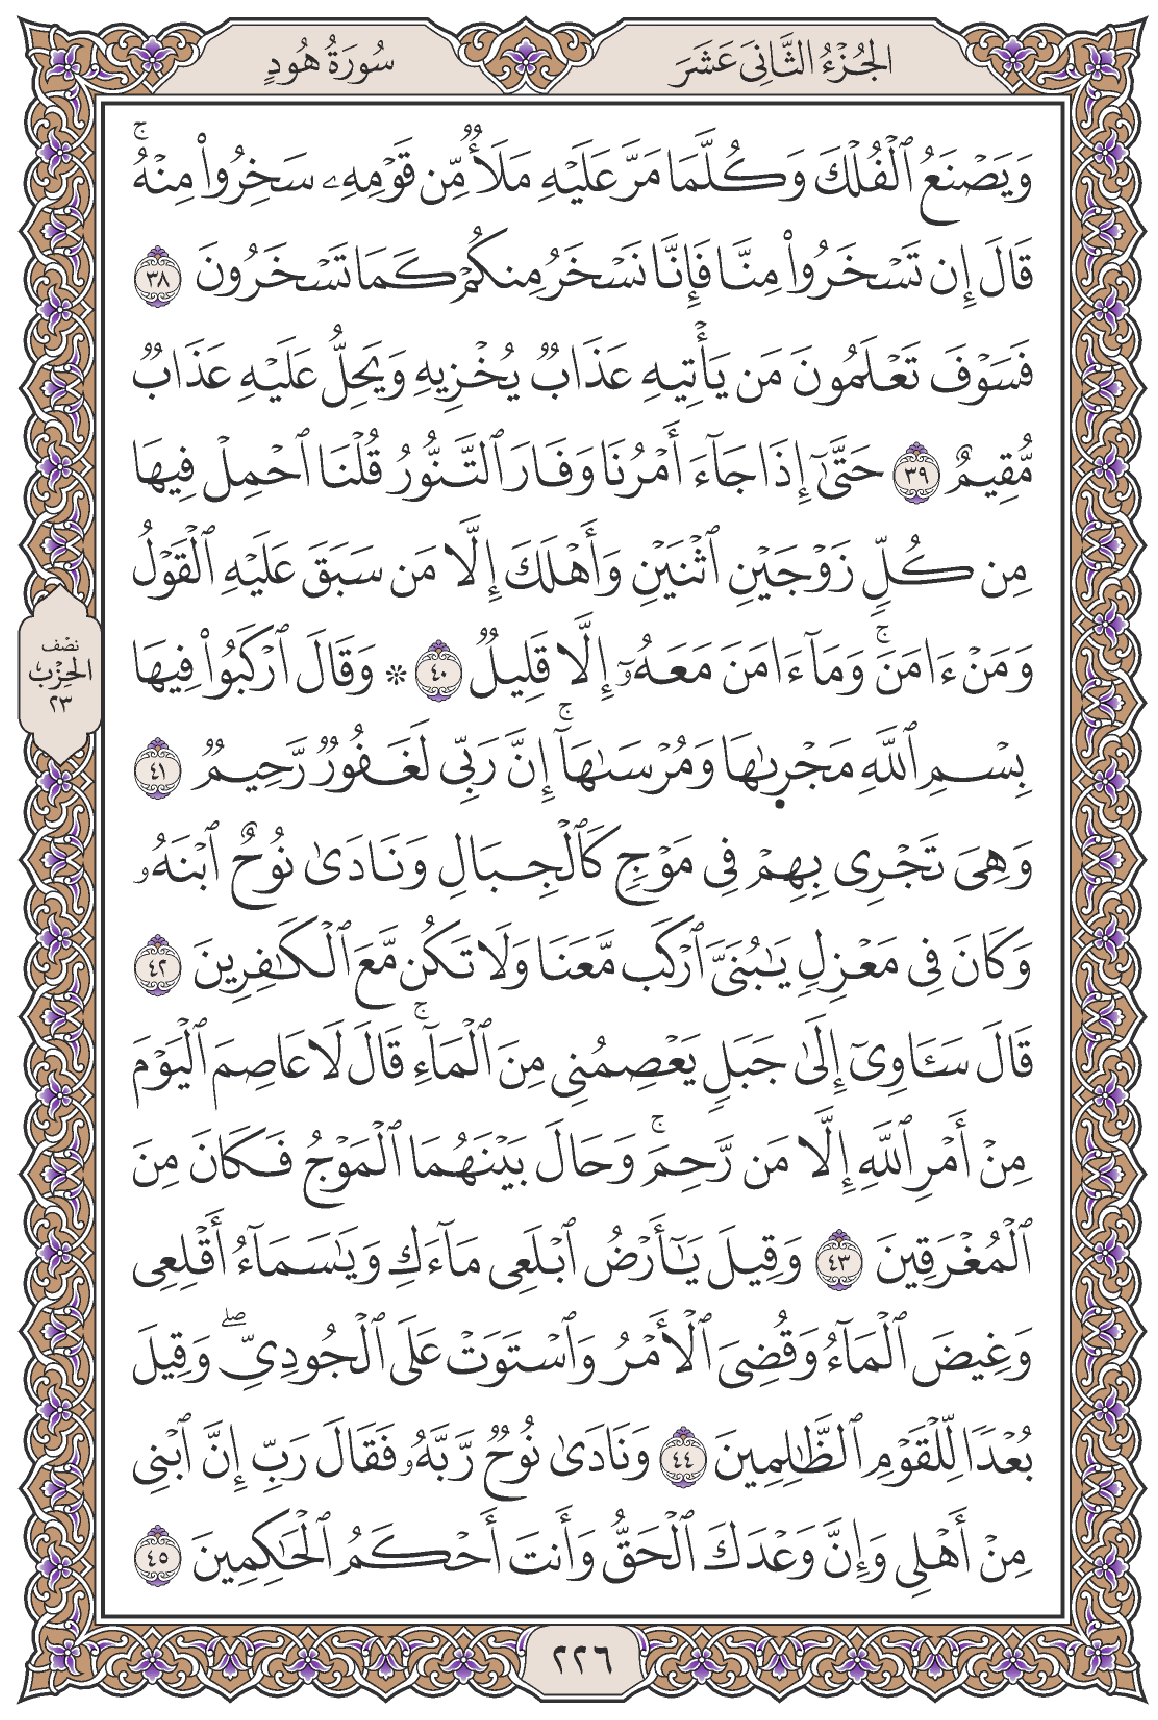 الجُزْءُ الثَّانِيَ عَشَرَ
سُورَةُ هُودٍ
وَيَصْنَعُ ٱلْفُلْكَ وَكُلَّمَا مَرَّ عَلَيْهِ مَلَأٌ مِّن قَوْمِهِۦ سَخِرُوا۟ مِنْهُ ۚ
قَالَ إِن تَسْخَرُوا۟ مِنَّا فَإِنَّا نَسْخَرُ مِنكُمْ كَمَا تَسْخَرُونَ ٣٨
فَسَوْفَ تَعْلَمُونَ مَن يَأْتِيهِ عَذَابٌ يُخْزِيهِ وَيَحِلُّ عَلَيْهِ عَذَابٌ
مُّقِيمٌ ٣٩ حَتَّىٰٓ إِذَا جَآءَ أَمْرُنَا وَفَارَ ٱلتَّنُّورُ قُلْنَا ٱحْمِلْ فِيهَا
مِن كُلٍّ زَوْجَيْنِ ٱثْنَيْنِ وَأَهْلَكَ إِلَّا مَن سَبَقَ عَلَيْهِ ٱلْقَوْلُ
وَمَنْ ءَامَنَ ۚ وَمَآ ءَامَنَ مَعَهُۥٓ إِلَّا قَلِيلٌ ٤٠ ۞ وَقَالَ ٱرْكَبُوا۟ فِيهَا
نصْف
الحِزْبِ
٢٣
بِسْمِ ٱللَّهِ مَجْر۪ىٰهَا وَمُرْسَىٰهَآ ۚ إِنَّ رَبِّى لَغَفُورٌ رَّحِيمٌ ٤١
وَهِىَ تَجْرِى بِهِمْ فِى مَوْجٍ كَٱلْجِبَالِ وَنَادَىٰ نُوحٌ ٱبْنَهُۥ
وَكَانَ فِى مَعْزِلٍ يَـٰبُنَىَّ ٱرْكَب مَّعَنَا وَلَا تَكُن مَّعَ ٱلْكَـٰفِرِينَ ٤٢
قَالَ سَـَٔاوِىٓ إِلَىٰ جَبَلٍ يَعْصِمُنِى مِنَ ٱلْمَآءِ ۚ قَالَ لَا عَاصِمَ ٱلْيَوْمَ
مِنْ أَمْرِ ٱللَّهِ إِلَّا مَن رَّحِمَ ۚ وَحَالَ بَيْنَهُمَا ٱلْمَوْجُ فَكَانَ مِنَ
ٱلْمُغْرَقِينَ ٤٣ وَقِيلَ يَـٰٓأَرْضُ ٱبْلَعِى مَآءَكِ وَيَـٰسَمَآءُ أَقْلِعِى
وَغِيضَ ٱلْمَآءُ وَقُضِىَ ٱلْأَمْرُ وَٱسْتَوَتْ عَلَى ٱلْجُودِىِّ ۖ وَقِيلَ
بُعْدًا لِّلْقَوْمِ ٱلظَّـٰلِمِينَ ٤٤ وَنَادَىٰ نُوحٌ رَّبَّهُۥ فَقَالَ رَبِّ إِنَّ ٱبْنِى
مِنْ أَهْلِى وَإِنَّ وَعْدَكَ ٱلْحَقُّ وَأَنتَ أَحْكَمُ ٱلْحَـٰكِمِينَ ٤٥
٢٢٦